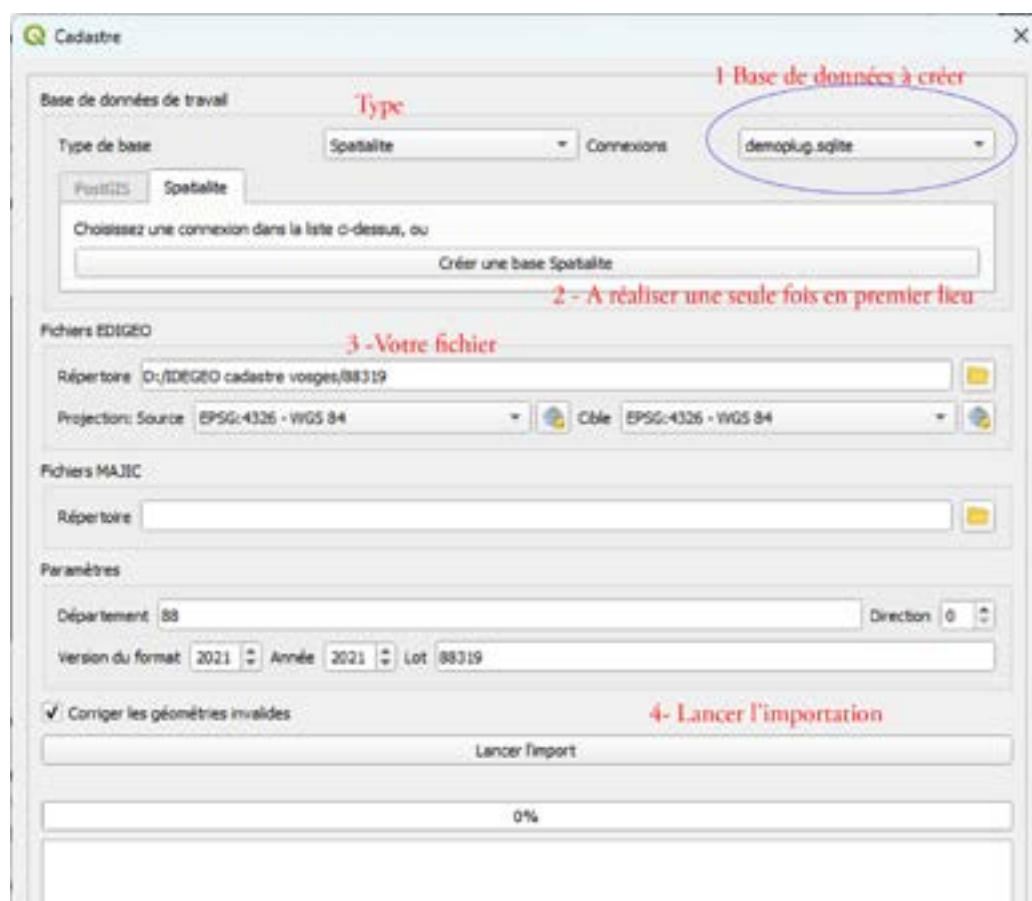 Cadastre
1 Base de données à créer
Base de données de travail Type
Type de base Spatialite Connexions demoplug.sqlite
PostGIS Spatialite
Choisissez une connexion dans la liste ci-dessus, ou
Créer une base Spatialite
2 - A réaliser une seule fois en premier lieu
Fichiers EDIGEO
3 -Votre fichier
Répertoire D:/IDEGEO cadastre vosges/88319
Projection: Source EPSG:4326 - WGS 84 Cible EPSG:4326 - WGS 84
Fichiers MAJIC
Répertoire
Paramètres
Département 88 Direction 0
Version du format 2021 Année 2021 Lot 88319
Corriger les géométries invalides 4- Lancer l'importation
Lancer l'import
0%